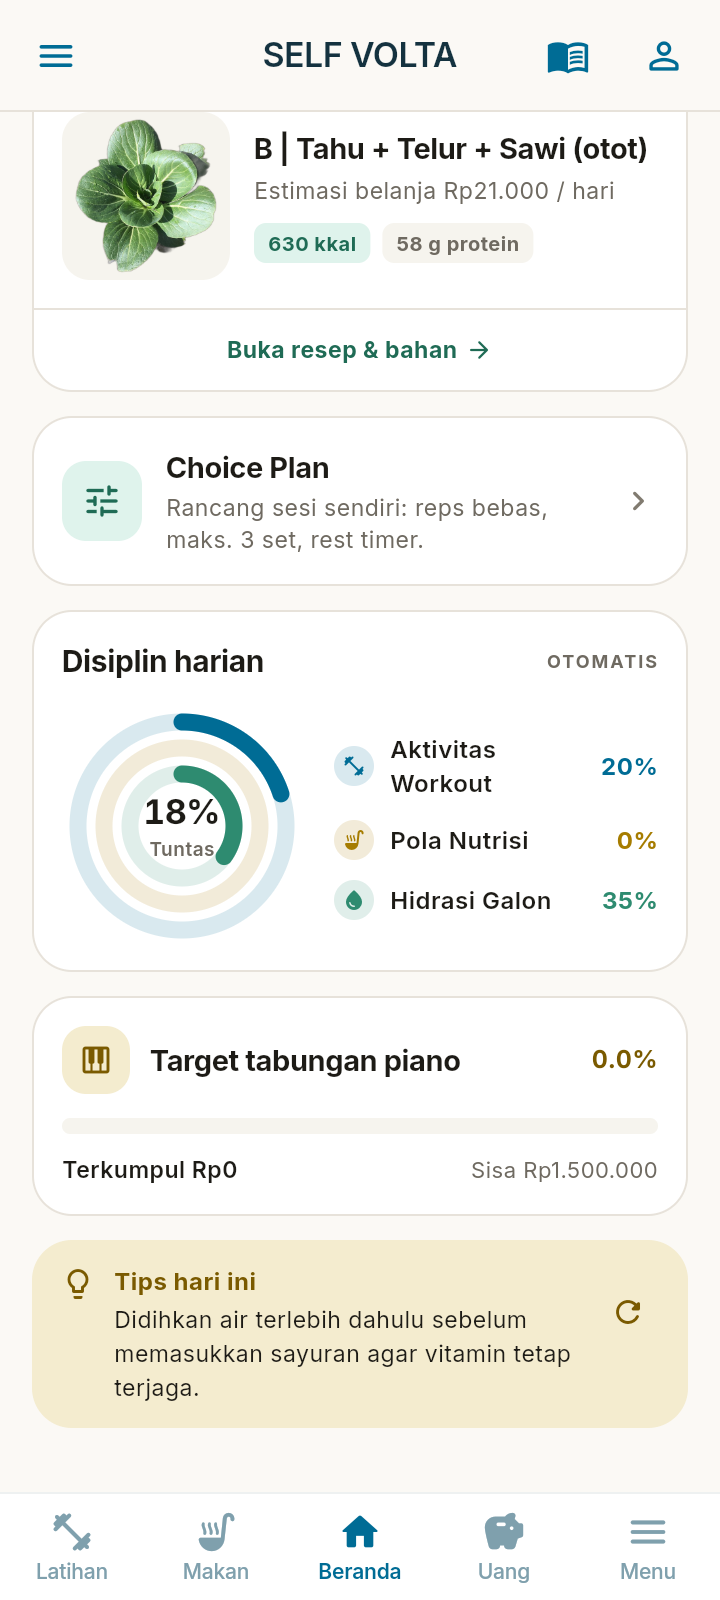 SELF VOLTA
B | Tahu + Telur + Sawi (otot)
Estimasi belanja Rp21.000 / hari
630 kkal
58 g protein
Buka resep & bahan →
Choice Plan
Rancang sesi sendiri: reps bebas,
maks. 3 set, rest timer.
Disiplin harian
OTOMATIS
18%
Tuntas
Aktivitas
Workout
20%
Pola Nutrisi
0%
Hidrasi Galon
35%
Target tabungan piano
0.0%
Terkumpul Rp0
Sisa Rp1.500.000
Tips hari ini
Didihkan air terlebih dahulu sebelum
memasukkan sayuran agar vitamin tetap
terjaga.
Latihan
Makan
Beranda
Uang
Menu